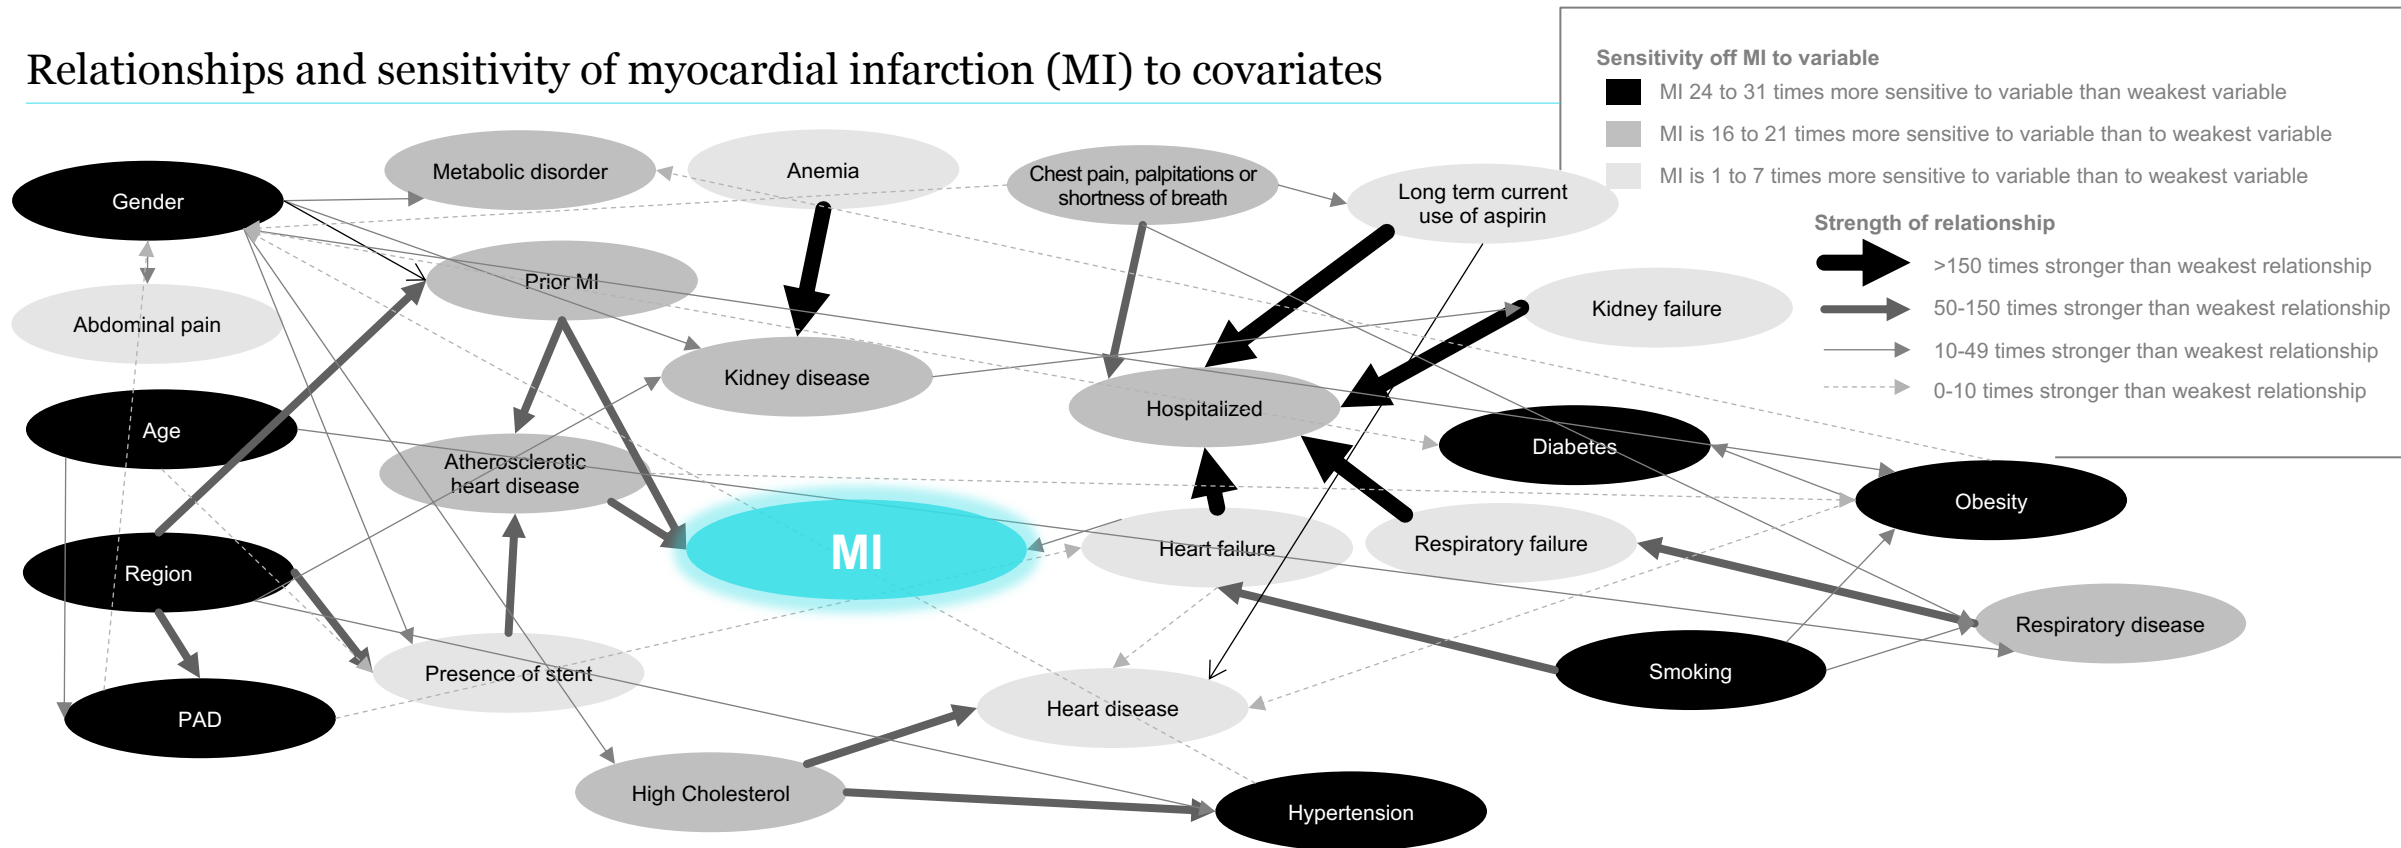 Relationships and sensitivity of myocardial infarction (MI) to covariates
Sensitivity off MI to variable
MI 24 to 31 times more sensitive to variable than weakest variable
MI is 16 to 21 times more sensitive to variable than to weakest variable
MI is 1 to 7 times more sensitive to variable than to weakest variable
Strength of relationship
>150 times stronger than weakest relationship
50-150 times stronger than weakest relationship
10-49 times stronger than weakest relationship
0-10 times stronger than weakest relationship
Gender
Metabolic disorder
Anemia
Chest pain, palpitations or
shortness of breath
Long term current
use of aspirin
Abdominal pain
Prior MI
Kidney disease
Kidney failure
Age
Atherosclerotic
heart disease
Hospitalized
Diabetes
Obesity
Region
MI
Heart failure
Respiratory failure
Respiratory disease
PAD
Presence of stent
Heart disease
Smoking
High Cholesterol
Hypertension